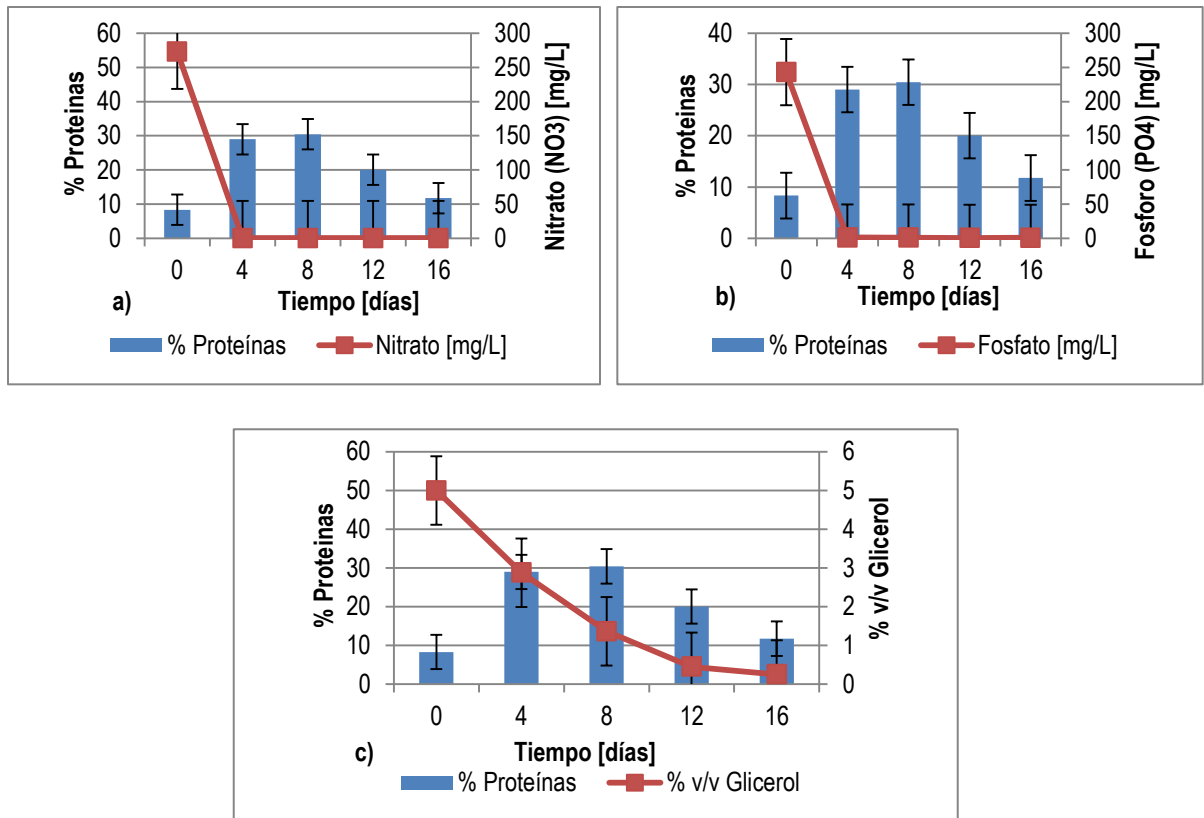 60
50
40
30
20
10
0
% Proteinas
300
250
200
150
100
50
0
Nitrato (NO3) [mg/L]
0 4 8 12 16
a) Tiempo [días]
% Proteínas Nitrato [mg/L]
40
30
20
10
0
% Proteinas
300
250
200
150
100
50
0
Fosforo (PO4) [mg/L]
0 4 8 12 16
b) Tiempo [días]
% Proteínas Fosfato [mg/L]
60
50
40
30
20
10
0
% Proteinas
6
5
4
3
2
1
0
% v/v Glicerol
0 4 8 12 16
c) Tiempo [días]
% Proteínas % v/v Glicerol